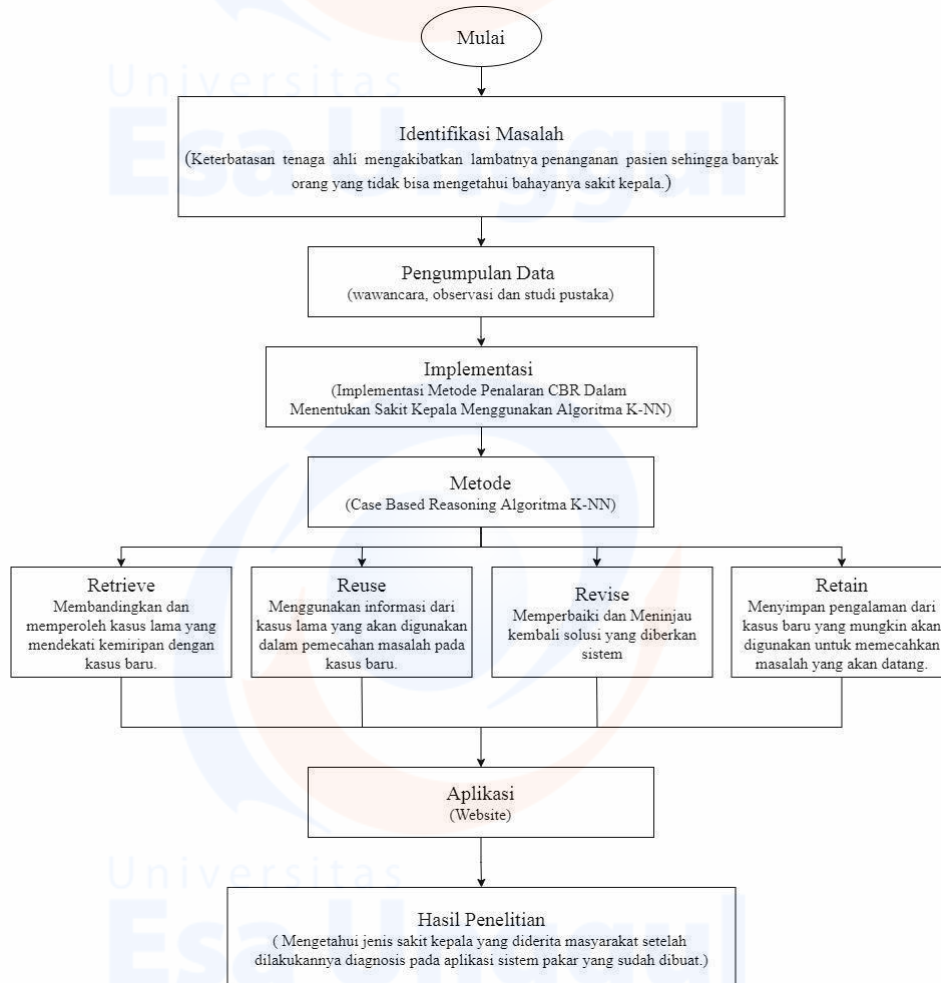 Mulai
Universitas
Esa Unggul
Identifikasi Masalah
(Keterbatasan tenaga ahli mengakibatkan lambatnya penanganan pasien sehingga banyak
orang yang tidak bisa mengetahui bahayanya sakit kepala.)
Pengumpulan Data
(wawancara, observasi dan studi pustaka)
Implementasi
(Implementasi Metode Penalaran CBR Dalam
Menentukan Sakit Kepala Menggunakan Algoritma K-NN)
Metode
(Case Based Reasoning Algoritma K-NN)
Retrieve
Membandingkan dan
memperoleh kasus lama yang
mendekati kemiripan dengan
kasus baru.
Reuse
Menggunakan informasi dari
kasus lama yang akan digunakan
dalam pemecahan masalah pada
kasus baru.
Revise
Memperbaiki dan Meninjau
kembali solusi yang diberkan
sistem
Retain
Menyimpan pengalaman dari
kasus baru yang mungkin akan
digunakan untuk memecahkan
masalah yang akan datang.
Aplikasi
(Website)
Universitas
Esa Unggul
Hasil Penelitian
( Mengetahui jenis sakit kepala yang diderita masyarakat setelah
dilakukannya diagnosis pada aplikasi sistem pakar yang sudah dibuat.)